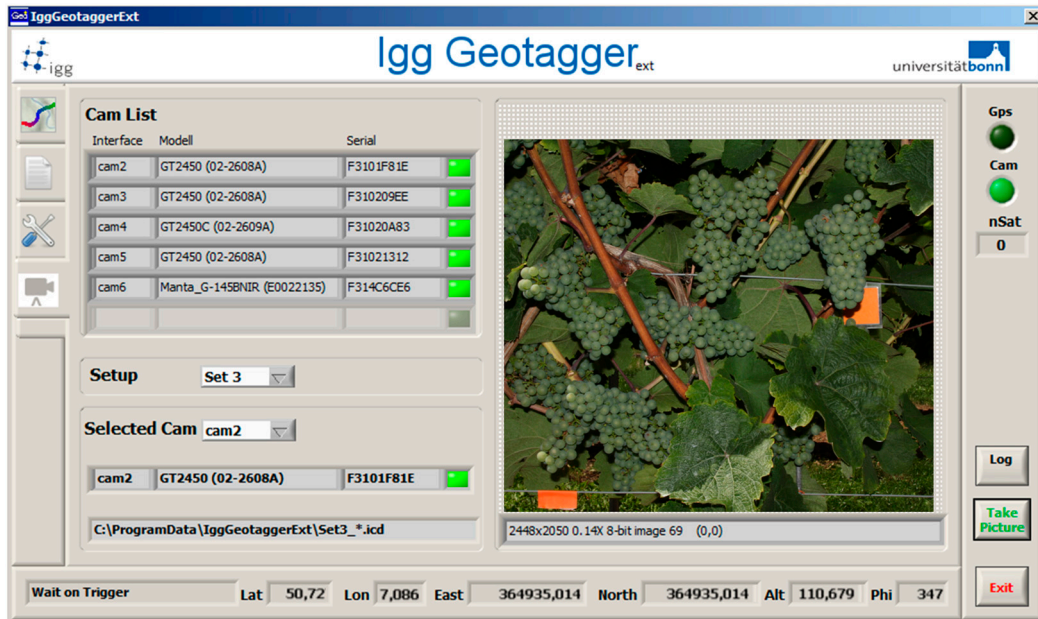 Geo IggGeotaggerExt
igg
Igg Geotagger ext
universitätbonn
Cam List
Interface Modell Serial
cam2 GT2450 (02-2608A) F3101F81E
cam3 GT2450 (02-2608A) F310209EE
cam4 GT2450C (02-2609A) F31020A83
cam5 GT2450 (02-2608A) F31021312
cam6 Manta_G-145BNIR (E0022135) F314C6CE6
Setup Set 3
Selected Cam cam2
cam2 GT2450 (02-2608A) F3101F81E
C:\ProgramData\IggGeotaggerExt\Set3_*.icd
2448x2050 0.14X 8-bit image 69 (0,0)
Gps
Cam
nSat
0
Log
Take
Picture
Exit
Wait on Trigger Lat 50,72 Lon 7,086 East 364935,014 North 364935,014 Alt 110,679 Phi 347